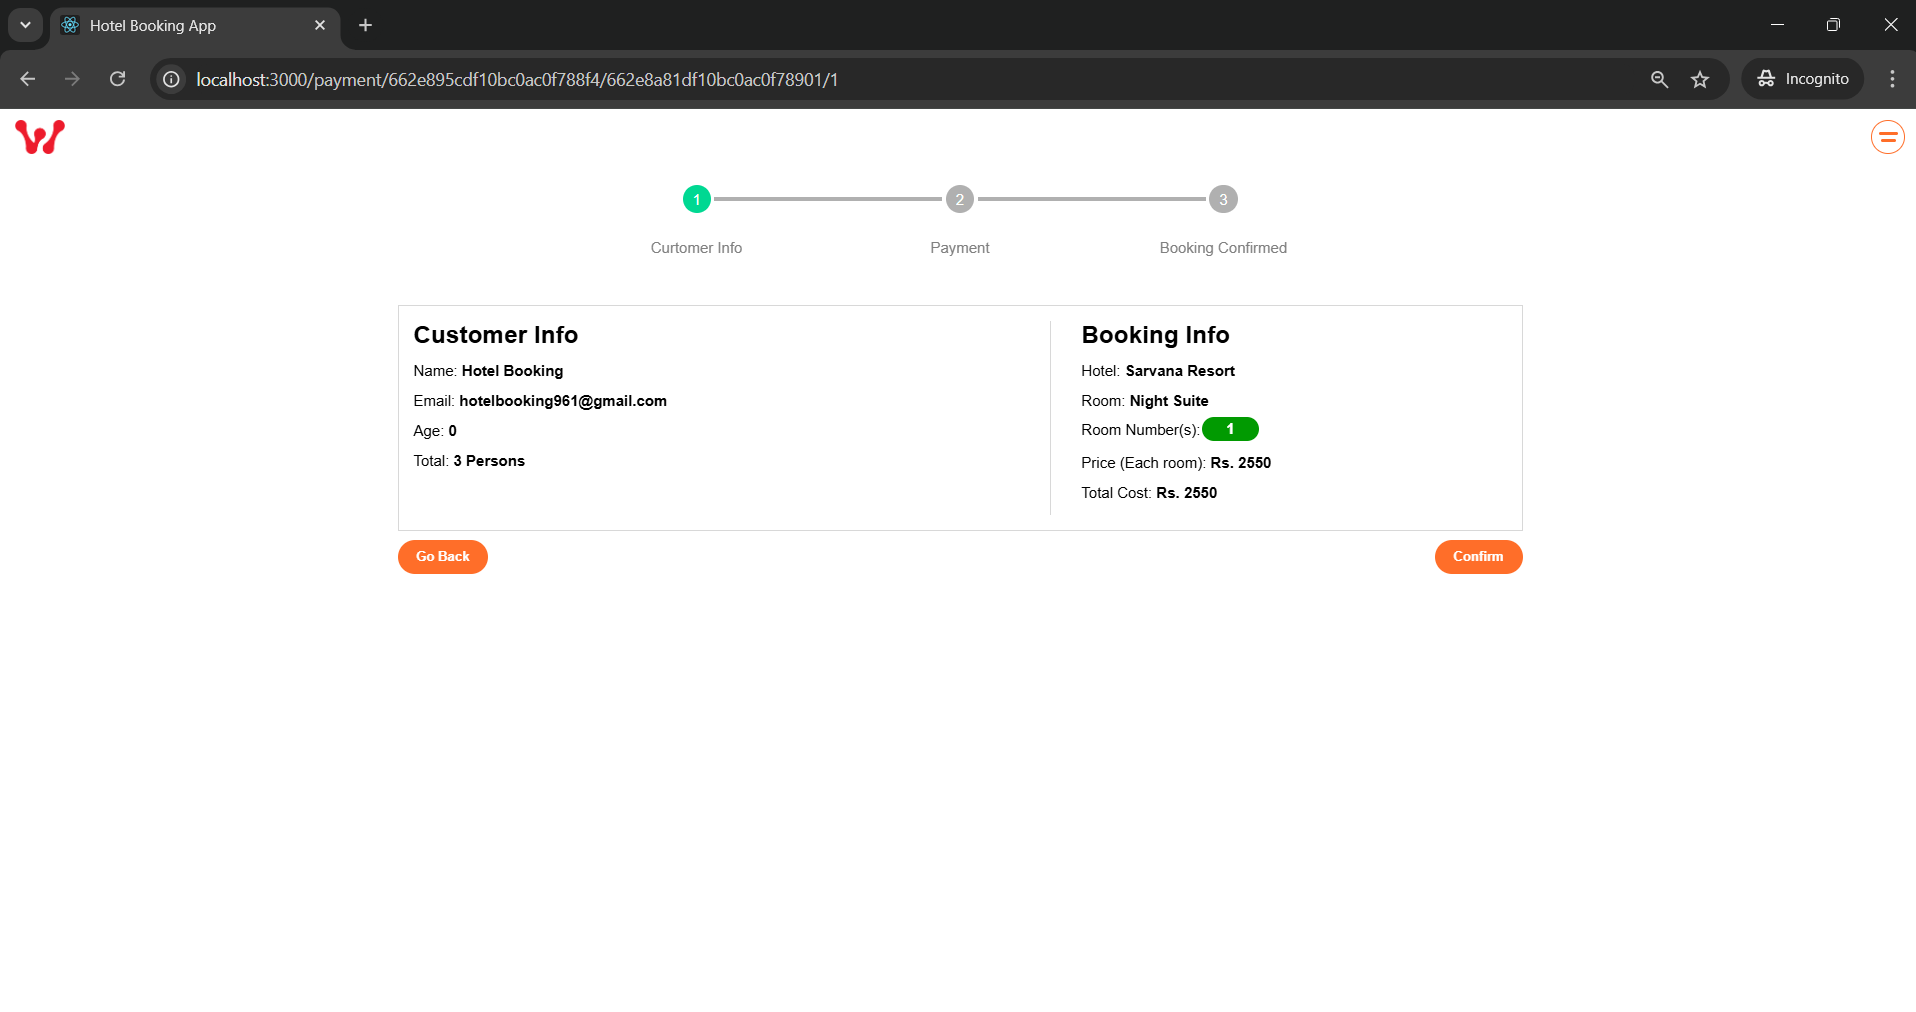 Hotel Booking App
localhost:3000/payment/662e895cdf10bc0ac0f788f4/662e8a81df10bc0ac0f78901/1
Incognito
1
2
3
Curtomer Info
Payment
Booking Confirmed
Customer Info
Name: Hotel Booking
Email: hotelbooking961@gmail.com
Age: 0
Total: 3 Persons
Booking Info
Hotel: Sarvana Resort
Room: Night Suite
Room Number(s): 1
Price (Each room): Rs. 2550
Total Cost: Rs. 2550
Go Back
Confirm